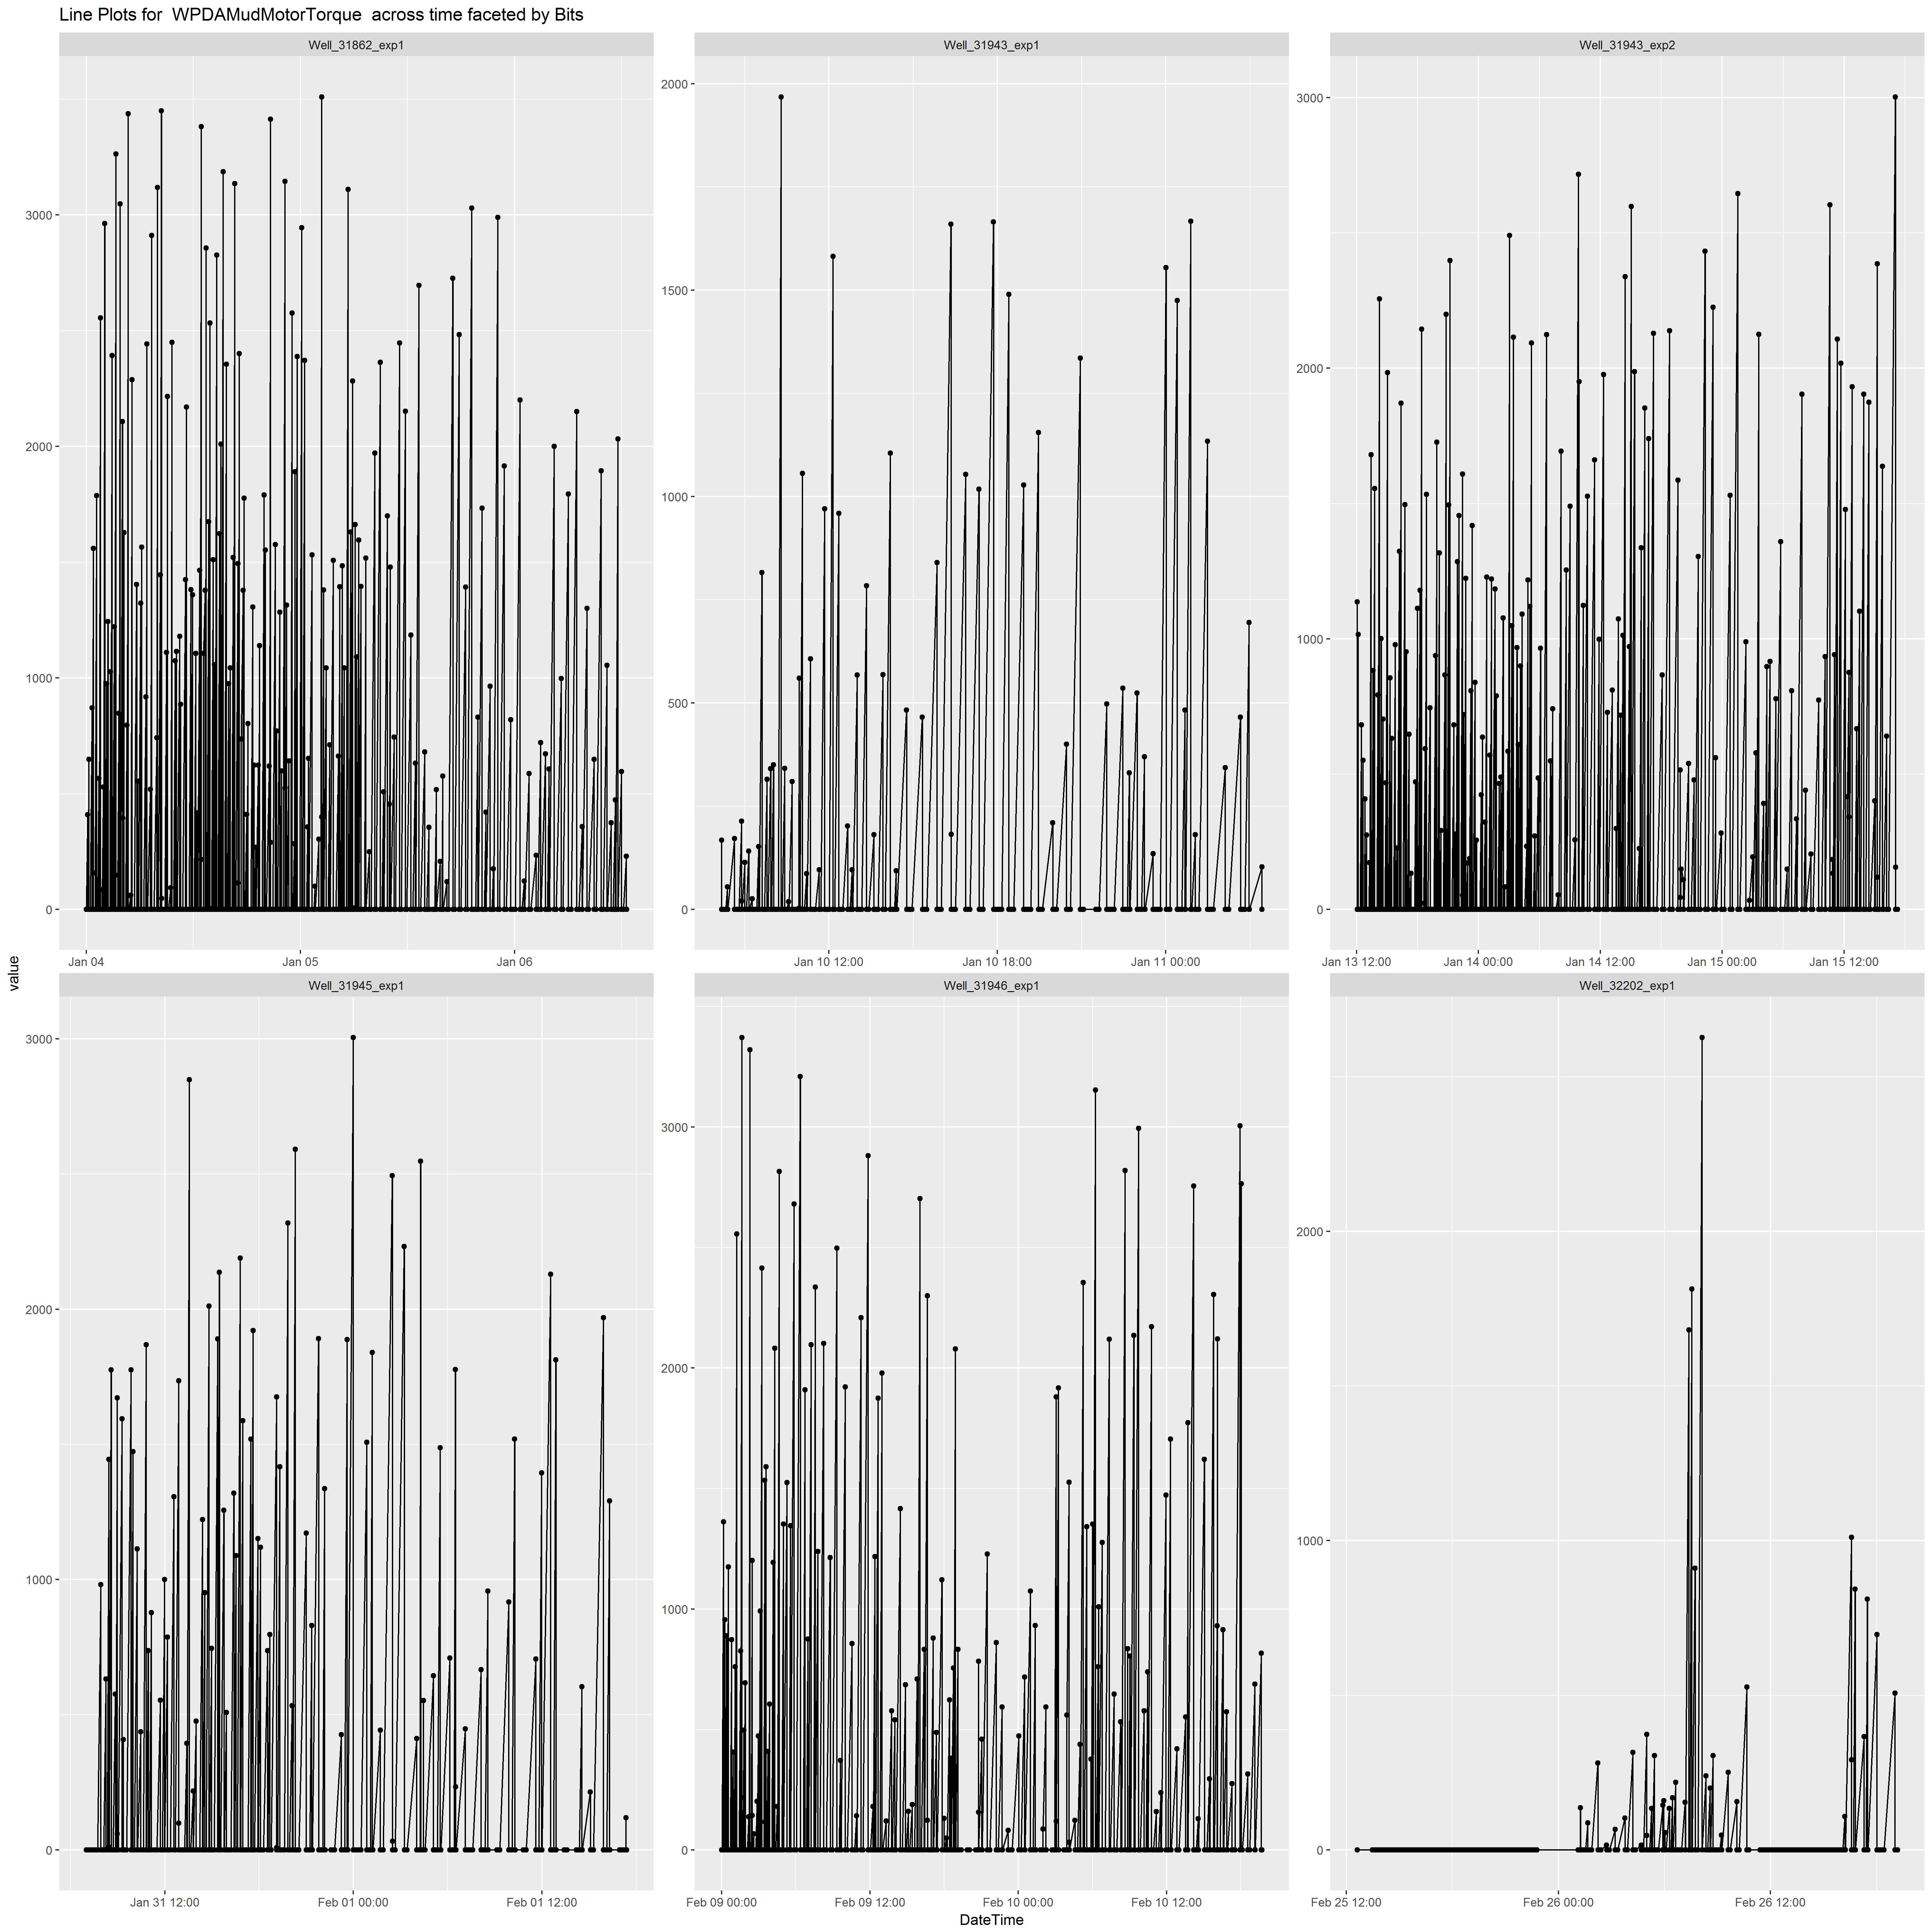 Line Plots for  WPDAMudMotorTorque  across time faceted by Bits
Well_31862_exp1
Well_31943_exp1
Well_31943_exp2
3000
2000
1000
0
2000
1500
1000
500
0
3000
2000
1000
0
Jan 04
Jan 05
Jan 06
Jan 10 12:00
Jan 10 18:00
Jan 11 00:00
Jan 13 12:00
Jan 14 00:00
Jan 14 12:00
Jan 15 00:00
Jan 15 12:00
value
Well_31945_exp1
Well_31946_exp1
Well_32202_exp1
3000
2000
1000
0
3000
2000
1000
0
2000
1000
0
Jan 31 12:00
Feb 01 00:00
Feb 01 12:00
Feb 09 00:00
Feb 09 12:00
Feb 10 00:00
Feb 10 12:00
Feb 25 12:00
Feb 26 00:00
Feb 26 12:00
DateTime